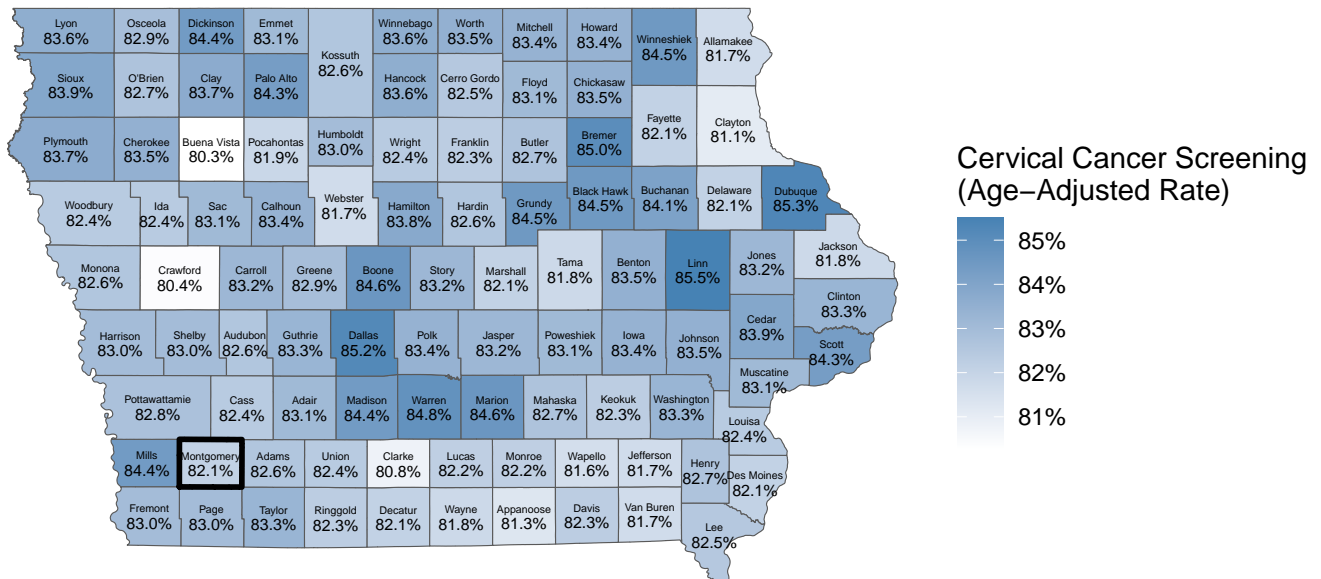 Lyon
83.6%
Osceola
82.9%
Dickinson
84.4%
Emmet
83.1%
Kossuth
82.6%
Winnebago
83.6%
Worth
83.5%
Mitchell
83.4%
Howard
83.4%
Winneshiek
84.5%
Allamakee
81.7%
Sioux
83.9%
O'Brien
82.7%
Clay
83.7%
Palo Alto
84.3%
Hancock
83.6%
Cerro Gordo
82.5%
Floyd
83.1%
Chickasaw
83.5%
Fayette
82.1%
Clayton
81.1%
Plymouth
83.7%
Cherokee
83.5%
Buena Vista
80.3%
Pocahontas
81.9%
Humboldt
83.0%
Wright
82.4%
Franklin
82.3%
Butler
82.7%
Bremer
85.0%
Woodbury
82.4%
Ida
82.4%
Sac
83.1%
Calhoun
83.4%
Webster
81.7%
Hamilton
83.8%
Hardin
82.6%
Grundy
84.5%
Black Hawk
84.5%
Buchanan
84.1%
Delaware
82.1%
Dubuque
85.3%
Monona
82.6%
Crawford
80.4%
Carroll
83.2%
Greene
82.9%
Boone
84.6%
Story
83.2%
Marshall
82.1%
Tama
81.8%
Benton
83.5%
Linn
85.5%
Jones
83.2%
Jackson
81.8%
Clinton
83.3%
Harrison
83.0%
Shelby
83.0%
Audubon
82.6%
Guthrie
83.3%
Dallas
85.2%
Polk
83.4%
Jasper
83.2%
Poweshiek
83.1%
Iowa
83.4%
Johnson
83.5%
Cedar
83.9%
Scott
84.3%
Muscatine
83.1%
Pottawattamie
82.8%
Cass
82.4%
Adair
83.1%
Madison
84.4%
Warren
84.8%
Marion
84.6%
Mahaska
82.7%
Keokuk
82.3%
Washington
83.3%
Louisa
82.4%
Mills
84.4%
Montgomery
82.1%
Adams
82.6%
Union
82.4%
Clarke
80.8%
Lucas
82.2%
Monroe
82.2%
Wapello
81.6%
Jefferson
81.7%
Henry
82.7%
Des Moines
82.1%
Fremont
83.0%
Page
83.0%
Taylor
83.3%
Ringgold
82.3%
Decatur
82.1%
Wayne
81.8%
Appanoose
81.3%
Davis
82.3%
Van Buren
81.7%
Lee
82.5%
Cervical Cancer Screening
(Age−Adjusted Rate)
85%
84%
83%
82%
81%